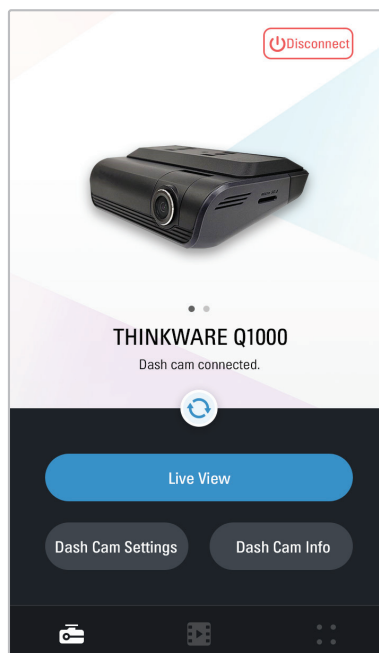 Disconnect
THINKWARE Q1000
Dash cam connected.
Live View
Dash Cam Settings
Dash Cam Info